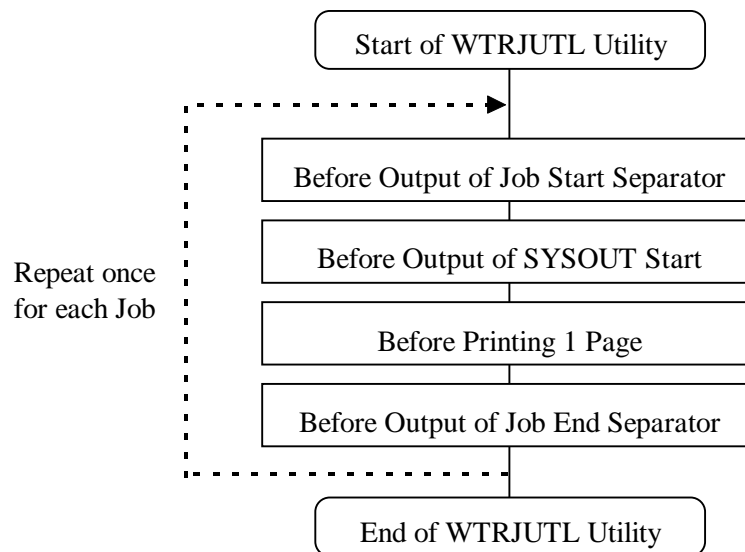 Start of WTRJUTL Utility
Before Output of Job Start Separator
Before Output of SYSOUT Start
Repeat once
for each Job
Before Printing 1 Page
Before Output of Job End Separator
End of WTRJUTL Utility